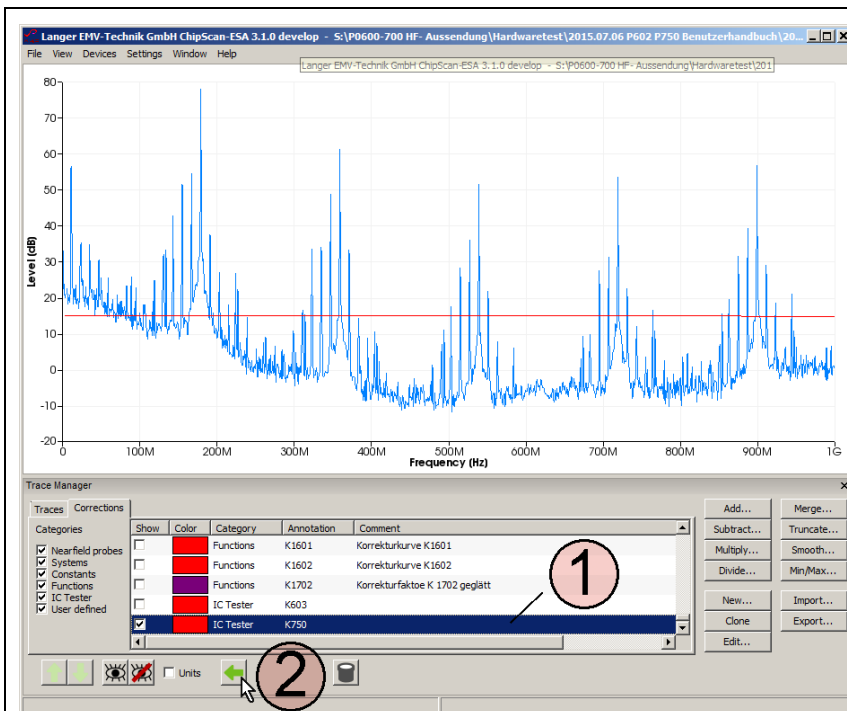 Langer EMV-Technik GmbH ChipScan-ESA 3.1.0 develop - S:\P0600-700 HF- Aussendung\Hardwaretest\2015.07.06 P602 P750 Benutzerhandbuch\20...
File View Devices Settings Window Help
Langer EMV-Technik GmbH ChipScan-ESA 3.1.0 develop - S:\P0600-700 HF- Aussendung\Hardwaretest\201
80
70
60
50
40
30
20
10
0
-10
-20
Level (dB)
0 100M 200M 300M 400M 500M 600M 700M 800M 900M 1G
Frequency (Hz)
Trace Manager
Traces Corrections
Categories
Nearfield probes
Systems
Constants
Functions
IC Tester
User defined
Show Color Category Annotation Comment
Functions K1601 Korrekturkurve K1601
Functions K1602 Korrekturkurve K1602
Functions K1702 Korrekturfaktoe K 1702 geglätt
IC Tester K603
IC Tester K750
1
Add... Merge...
Subtract... Truncate...
Multiply... Smooth...
Divide... Min/Max...
New... Import...
Clone Export...
Edit...
Units
2